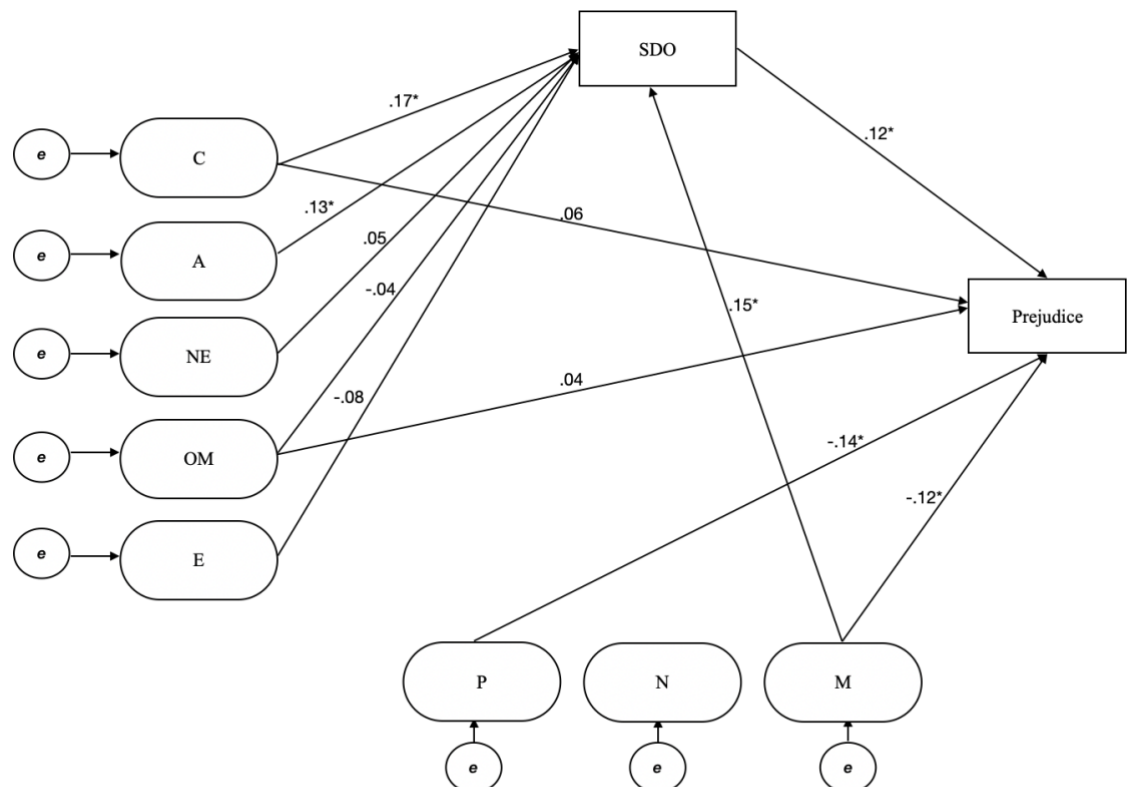 SDO
.17*
.12*
e
C
.13*
.06
e
A
.05
-.04
.15*
Prejudice
e
NE
-.08
.04
e
OM
-.14*
-.12*
e
E
P
N
M
e
e
e